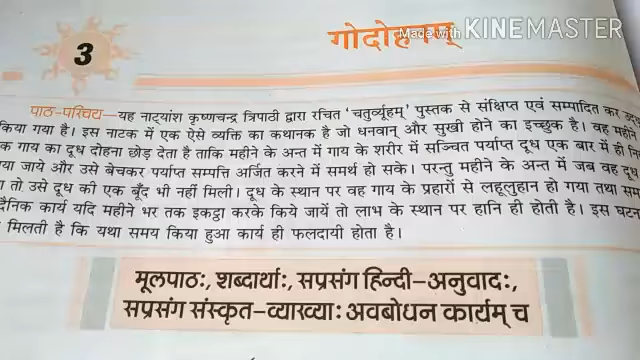 गोदोहनम्
Made with KINEMASTER
3
पाठ-परिचय—यह नाट्यांश कृष्णचन्द्र त्रिपाठी द्वारा रचित 'चतुर्व्यूहम्' पुस्तक से संक्षिप्त एवं सम्पादित कर
किया गया है। इस नाटक में एक ऐसे व्यक्ति का कथानक है जो धनवान् और सुखी होने का इच्छुक है। वह महीने
क गाय का दूध दोहना छोड़ देता है ताकि महीने के अन्त में गाय के शरीर में सञ्चित पर्याप्त दूध एक बार में ही
या जाये और उसे बेचकर पर्याप्त सम्पत्ति अर्जित करने में समर्थ हो सके। परन्तु महीने के अन्त में जब वह दूध
ा तो उसे दूध की एक बूँद भी नहीं मिली। दूध के स्थान पर वह गाय के प्रहारों से लहूलुहान हो गया तथा
दैनिक कार्य यदि महीने भर तक इकट्ठा करके किये जायें तो लाभ के स्थान पर हानि ही होती है। इस
मिलती है कि यथा समय किया हुआ कार्य ही फलदायी होता है।
मूलपाठः, शब्दार्थाः, सप्रसंग हिन्दी-अनुवादः,
सप्रसंग संस्कृत-व्याख्याः अवबोधन कार्यम् च